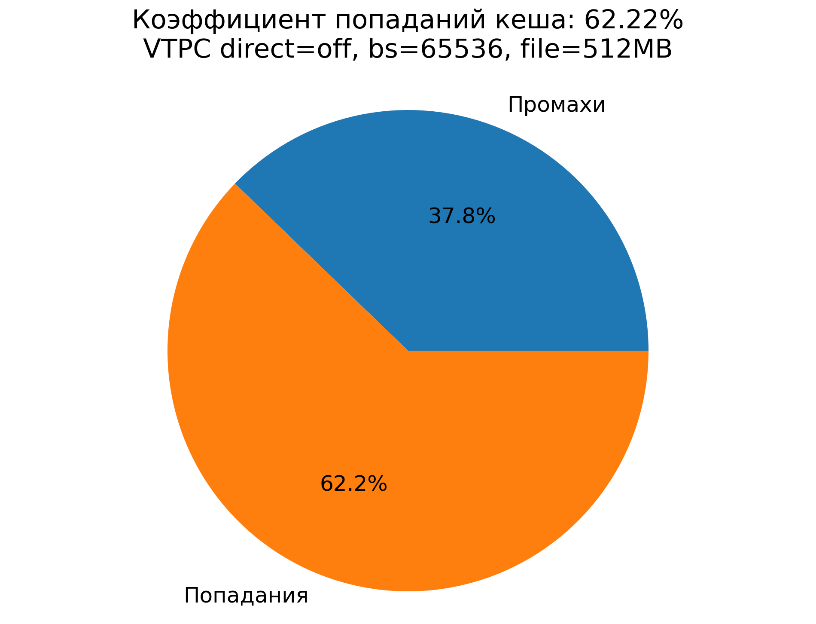 Коэффициент попаданий кеша: 62.22%
VTPC direct=off, bs=65536, file=512MB
Промахи
37.8%
62.2%
Попадания